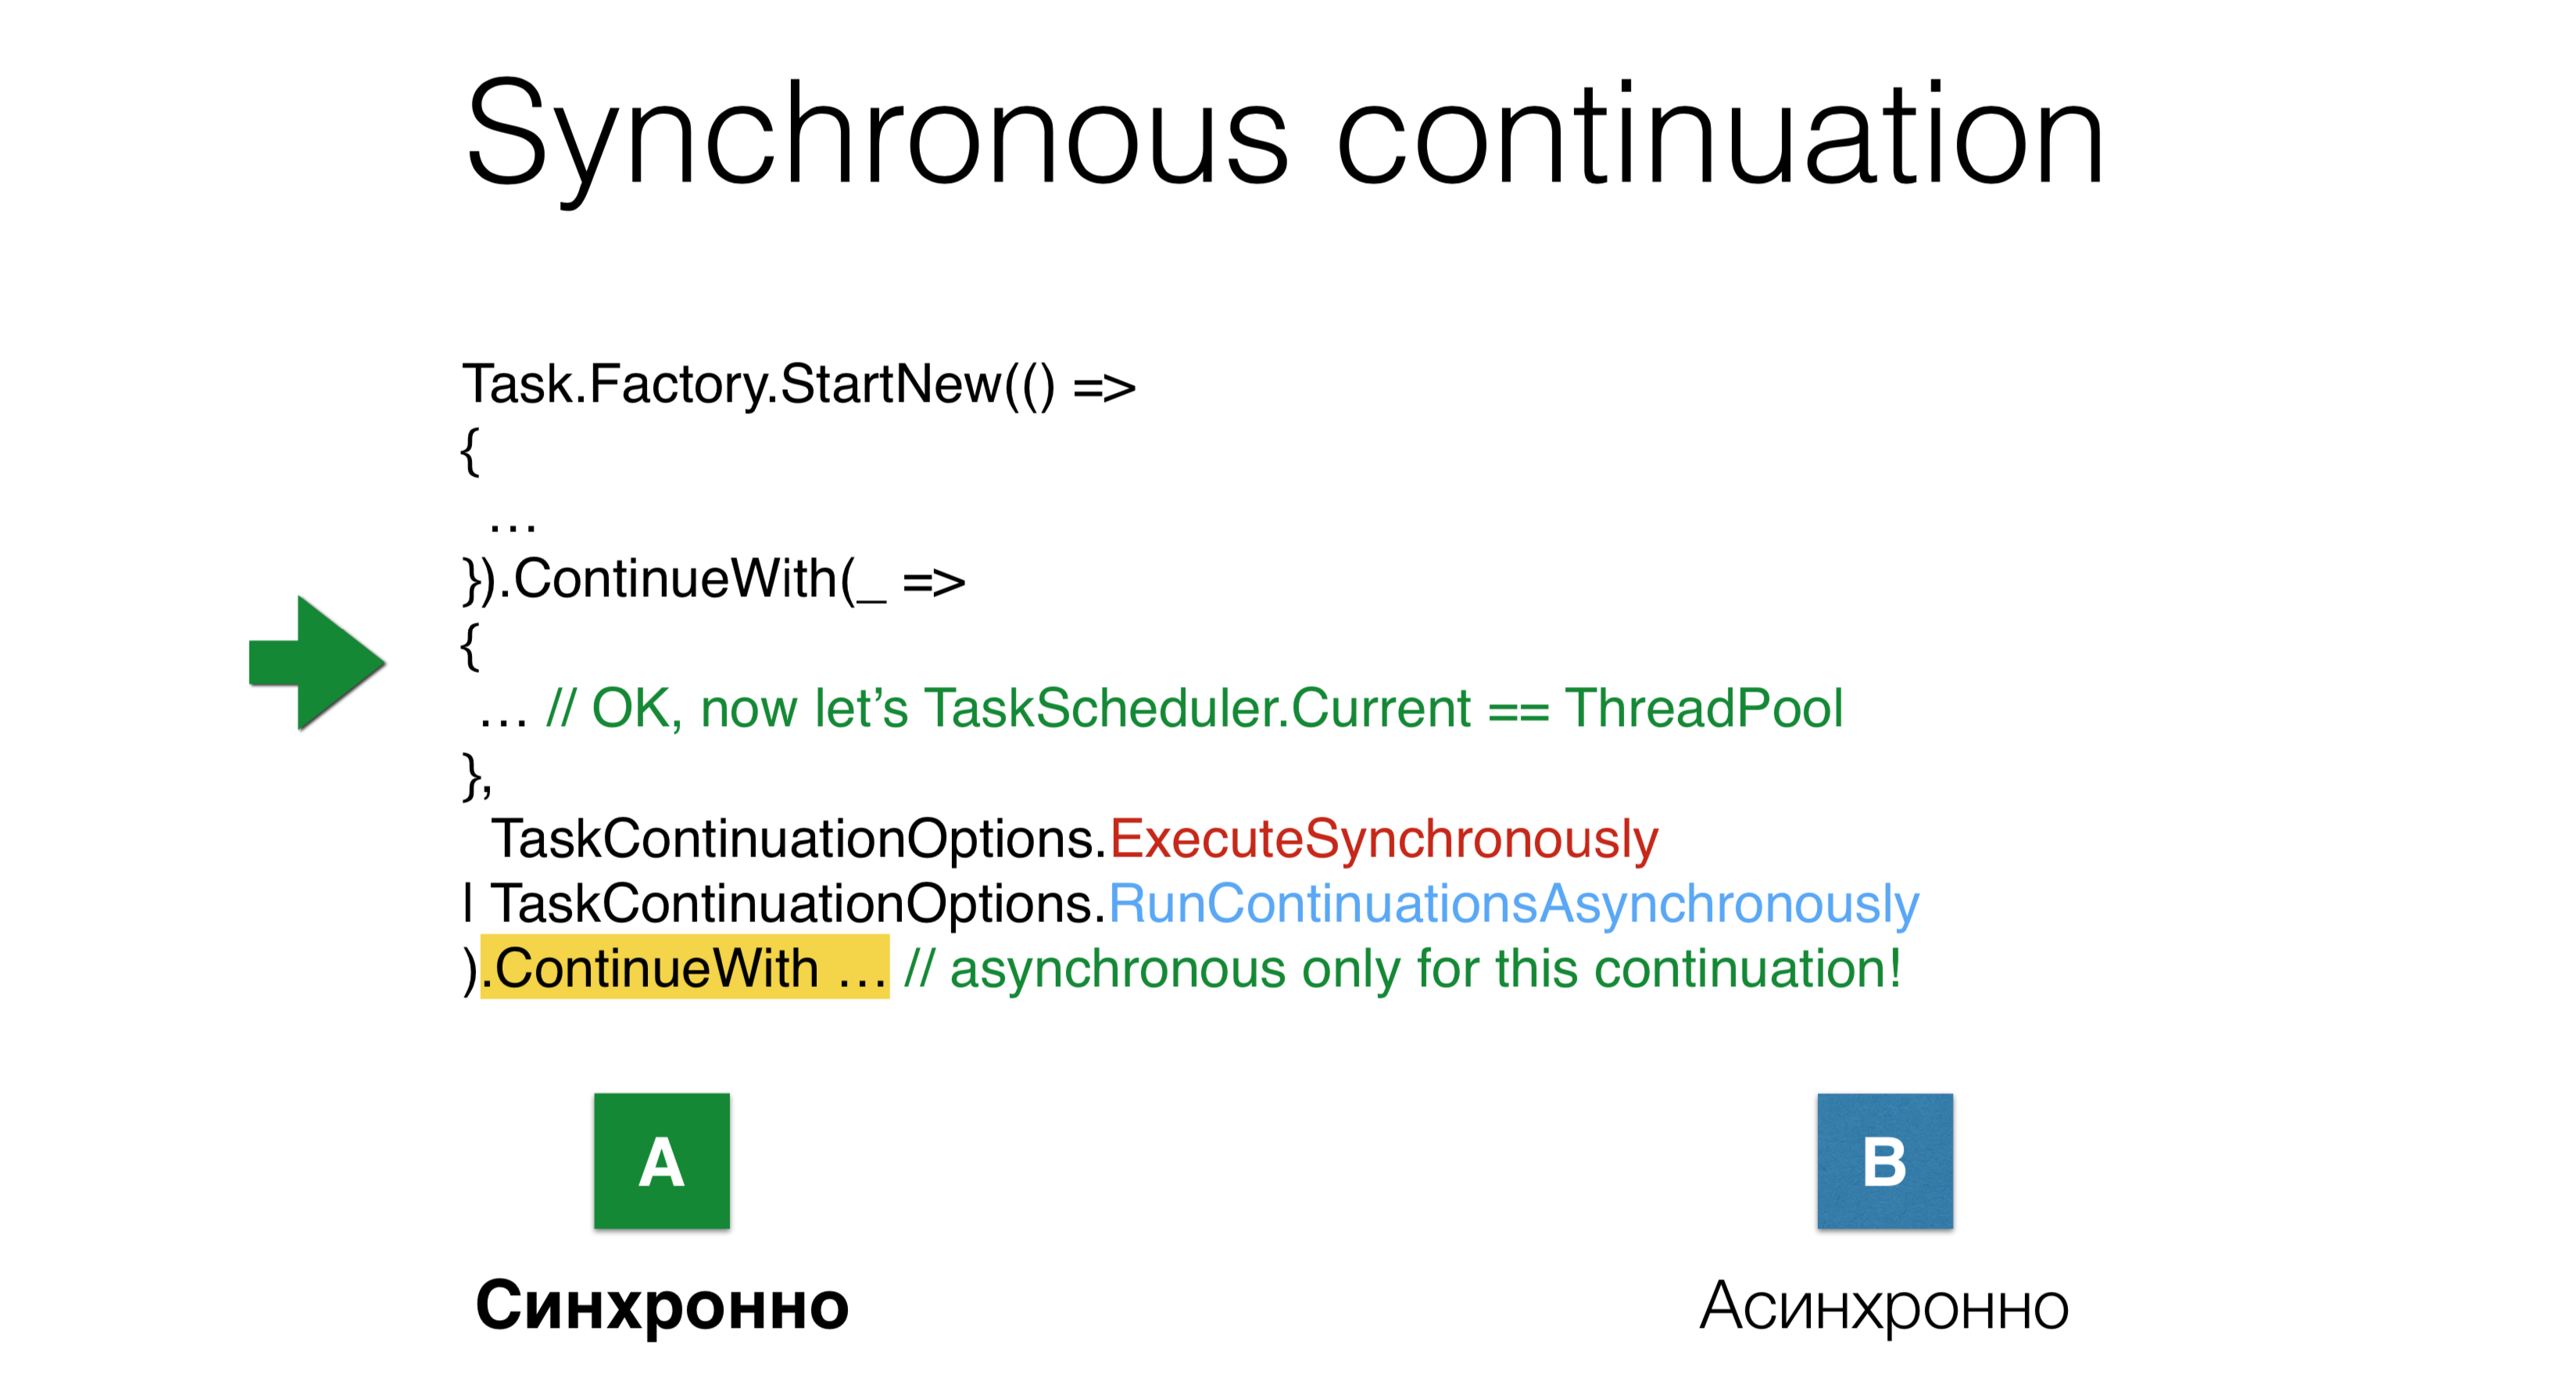 Synchronous continuation
Task.Factory.StartNew(() =>
{
…
}).ContinueWith(_ =>
{
… // OK, now let’s TaskScheduler.Current == ThreadPool
},
TaskContinuationOptions.ExecuteSynchronously
| TaskContinuationOptions.RunContinuationsAsynchronously
).ContinueWith … // asynchronous only for this continuation!
A
B
Синхронно
Асинхронно